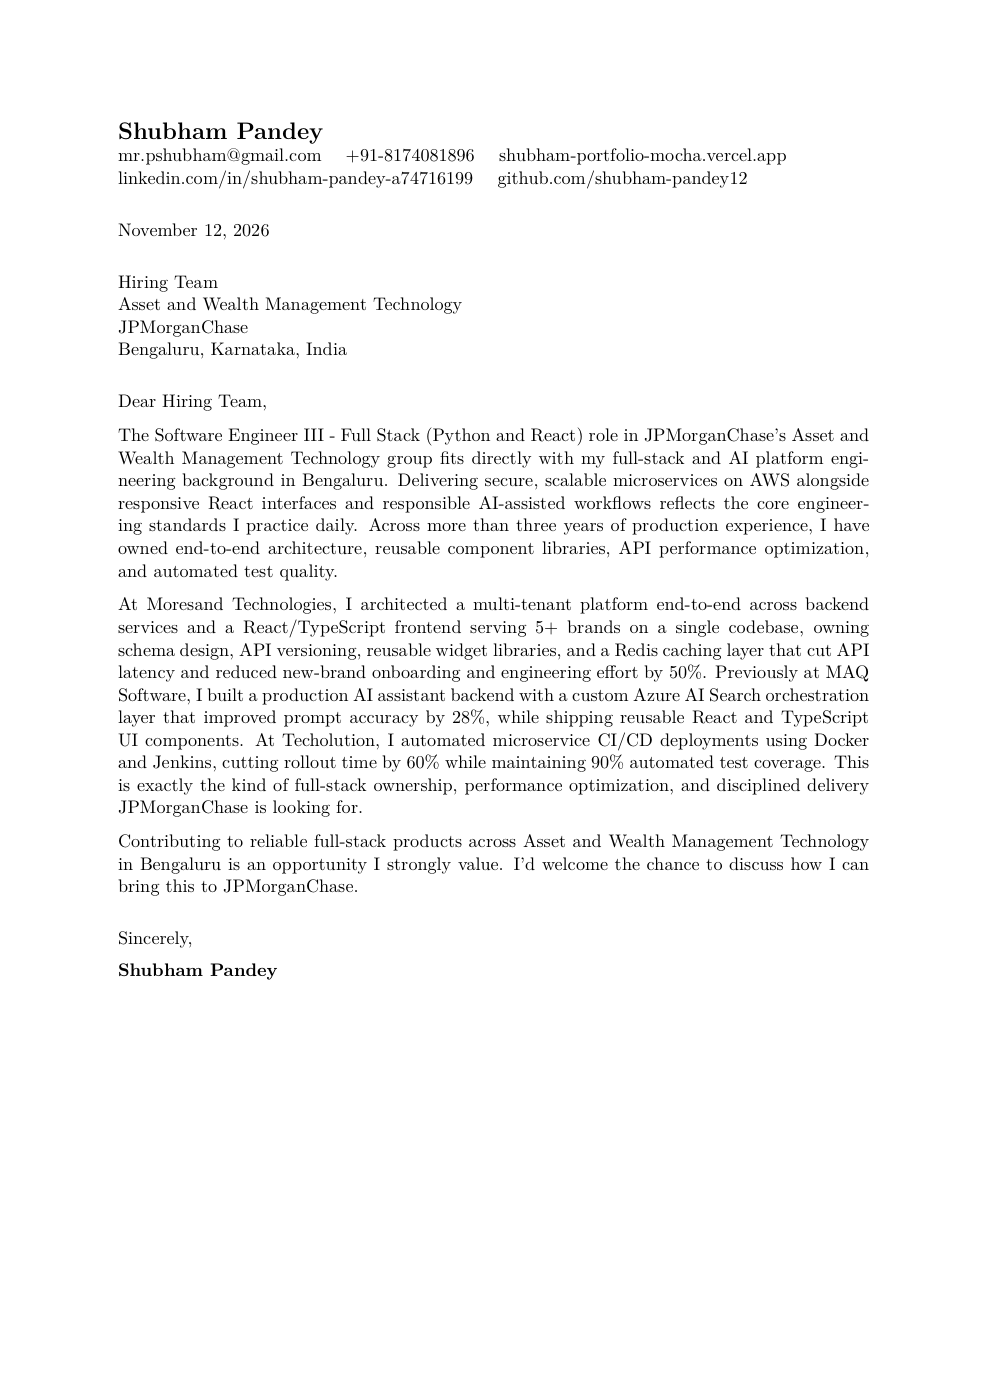 Shubham Pandey
mr.pshubham@gmail.com +91-8174081896 shubham-portfolio-mocha.vercel.app
linkedin.com/in/shubham-pandey-a74716199 github.com/shubham-pandey12
November 12, 2026
Hiring Team
Asset and Wealth Management Technology
JPMorganChase
Bengaluru, Karnataka, India
Dear Hiring Team,
The Software Engineer III - Full Stack (Python and React) role in JPMorganChase's Asset and
Wealth Management Technology group fits directly with my full-stack and AI platform engi-
neering background in Bengaluru. Delivering secure, scalable microservices on AWS alongside
responsive React interfaces and responsible AI-assisted workflows reflects the core engineer-
ing standards I practice daily. Across more than three years of production experience, I have
owned end-to-end architecture, reusable component libraries, API performance optimization,
and automated test quality.
At Moresand Technologies, I architected a multi-tenant platform end-to-end across backend
services and a React/TypeScript frontend serving 5+ brands on a single codebase, owning
schema design, API versioning, reusable widget libraries, and a Redis caching layer that cut API
latency and reduced new-brand onboarding and engineering effort by 50%. Previously at MAQ
Software, I built a production AI assistant backend with a custom Azure AI Search orchestration
layer that improved prompt accuracy by 28%, while shipping reusable React and TypeScript
UI components. At Techolution, I automated microservice CI/CD deployments using Docker
and Jenkins, cutting rollout time by 60% while maintaining 90% automated test coverage. This
is exactly the kind of full-stack ownership, performance optimization, and disciplined delivery
JPMorganChase is looking for.
Contributing to reliable full-stack products across Asset and Wealth Management Technology
in Bengaluru is an opportunity I strongly value. I'd welcome the chance to discuss how I can
bring this to JPMorganChase.
Sincerely,
Shubham Pandey